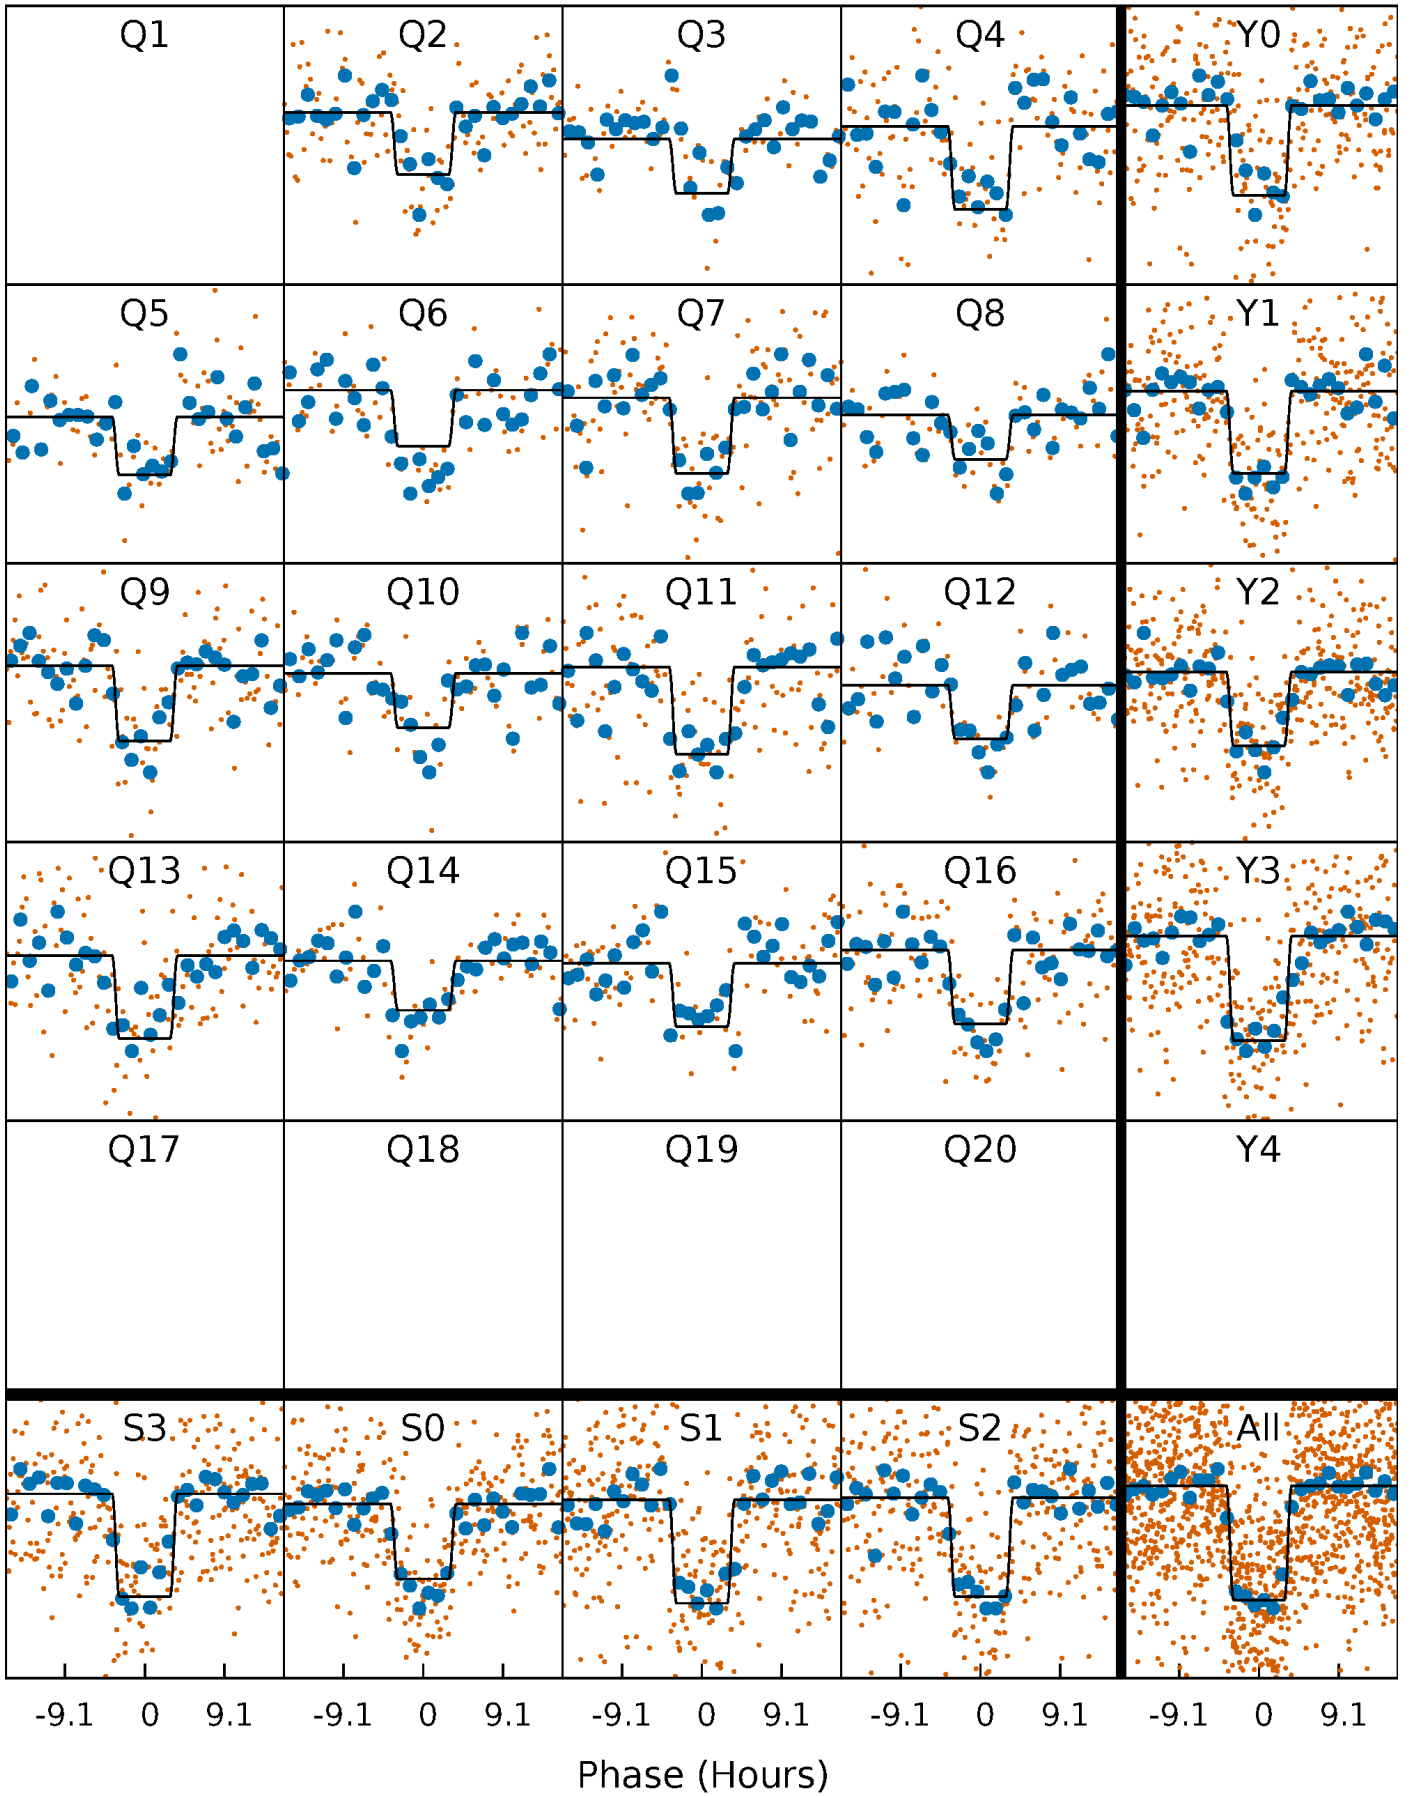 Q1 Q2 Q3 Q4 Y0
Q5 Q6 Q7 Q8 Y1
Q9 Q10 Q11 Q12 Y2
Q13 Q14 Q15 Q16 Y3
Q17 Q18 Q19 Q20 Y4
S3 S0 S1 S2 All
-9.1 0 9.1 -9.1 0 9.1 -9.1 0 9.1 -9.1 0 9.1 -9.1 0 9.1
Phase (Hours)